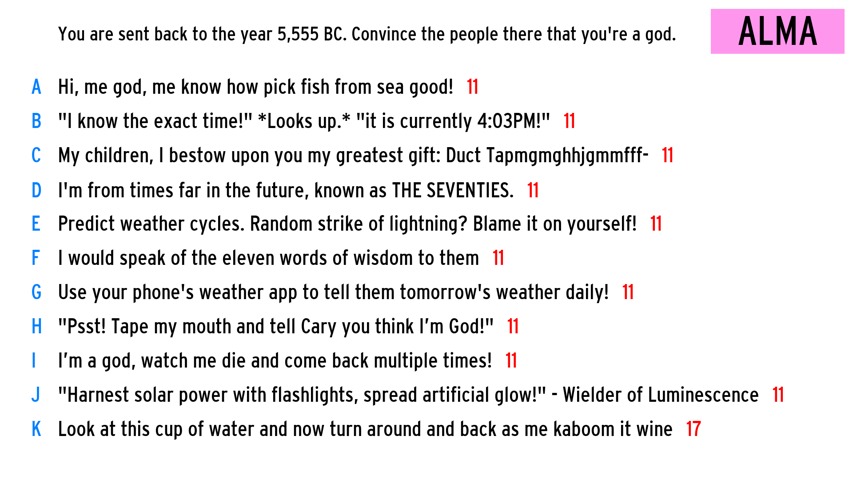 You are sent back to the year 5,555 BC. Convince the people there that you're a god.
ALMA
A Hi, me god, me know how pick fish from sea good! 11
B "I know the exact time!" *Looks up.* "it is currently 4:03PM!" 11
C My children, I bestow upon you my greatest gift: Duct Tapmgmghhjgmmfff- 11
D I'm from times far in the future, known as THE SEVENTIES. 11
E Predict weather cycles. Random strike of lightning? Blame it on yourself! 11
F I would speak of the eleven words of wisdom to them 11
G Use your phone's weather app to tell them tomorrow's weather daily! 11
H "Psst! Tape my mouth and tell Cary you think I’m God!" 11
I I’m a god, watch me die and come back multiple times! 11
J "Harnest solar power with flashlights, spread artificial glow!" - Wielder of Luminescence 11
K Look at this cup of water and now turn around and back as me kaboom it wine 17